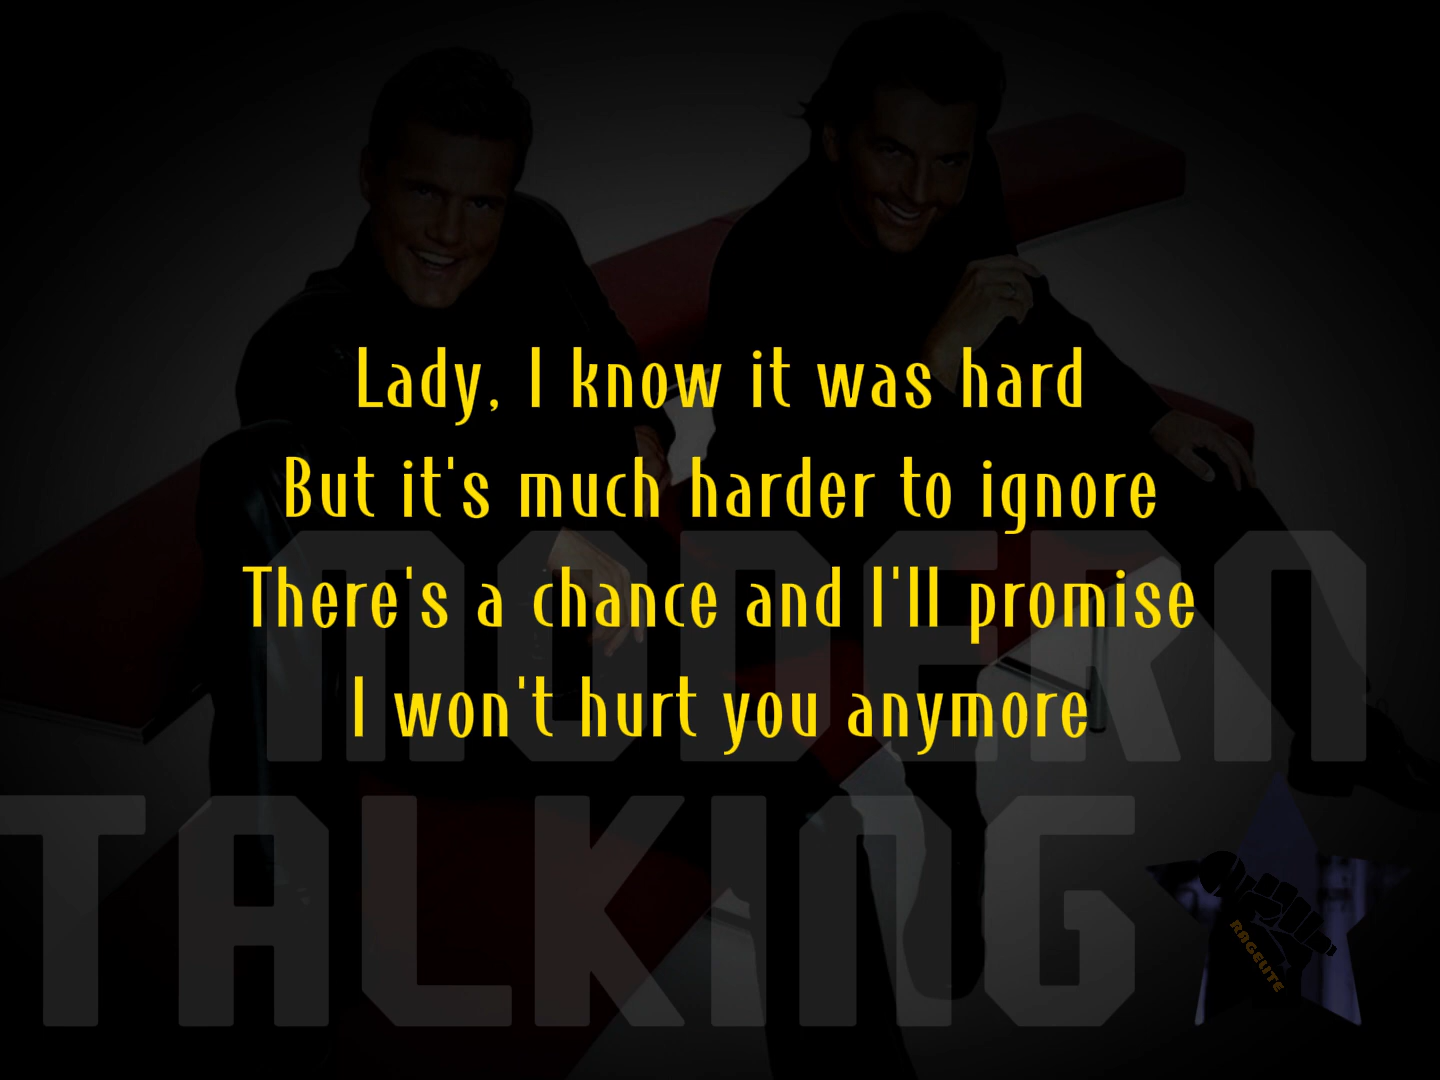 Lady, I know it was hard
But it's much harder to ignore
There's a chance and I'll promise
I won't hurt you anymore
MODERN
TALKING
RAGELITE